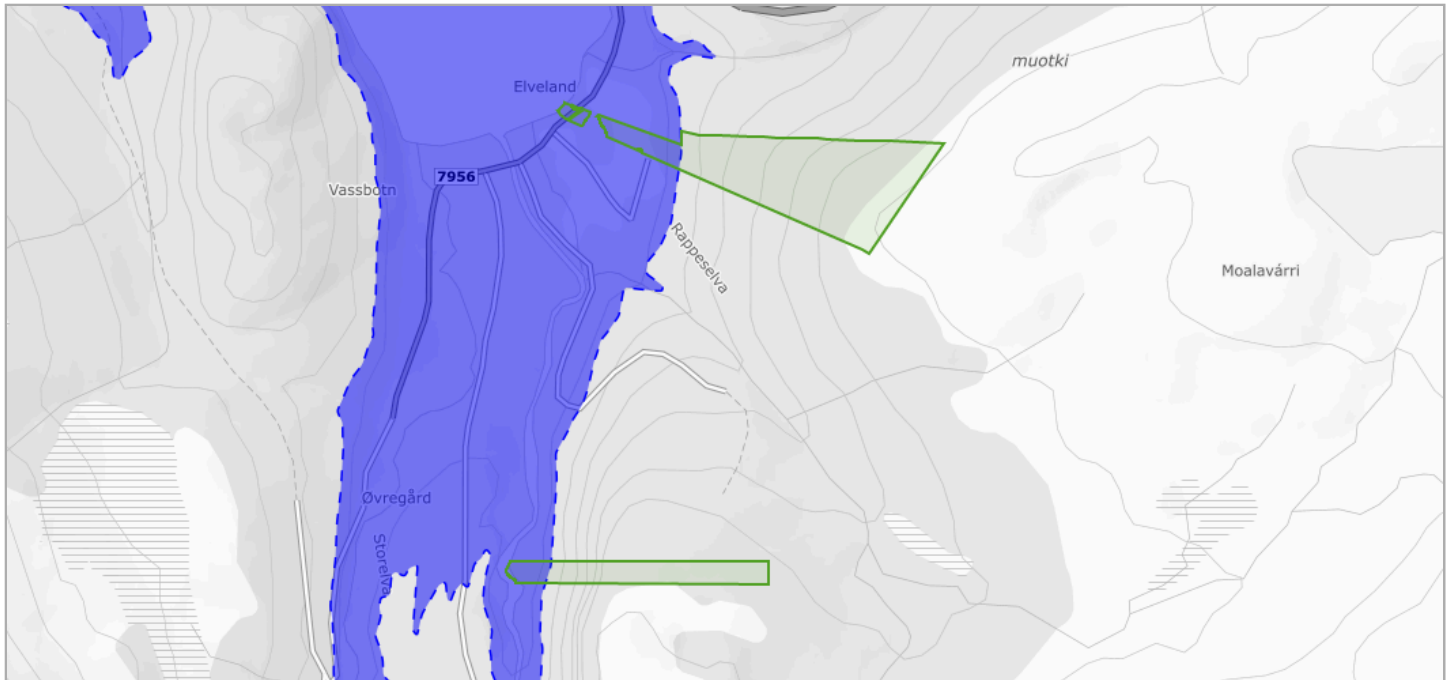 muotki
Elveland
7956
Vassbotn
Rappeselva
Moalavárri
Øvregård
Storelva